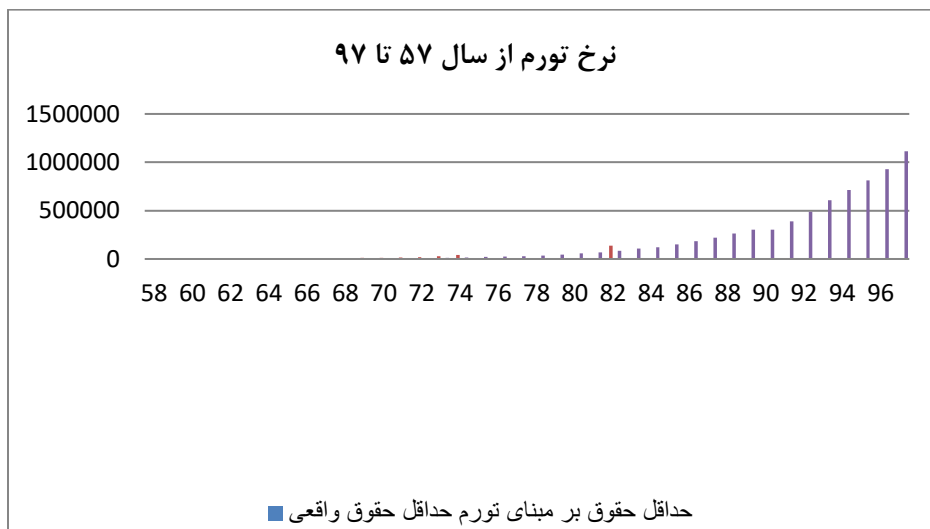 نرخ تورم از سال ۵۷ تا ۹۷
1500000
1000000
500000
0
58 60 62 64 66 68 70 72 74 76 78 80 82 84 86 88 90 92 94 96
حداقل حقوق بر مبنای تورم حداقل حقوق واقعی